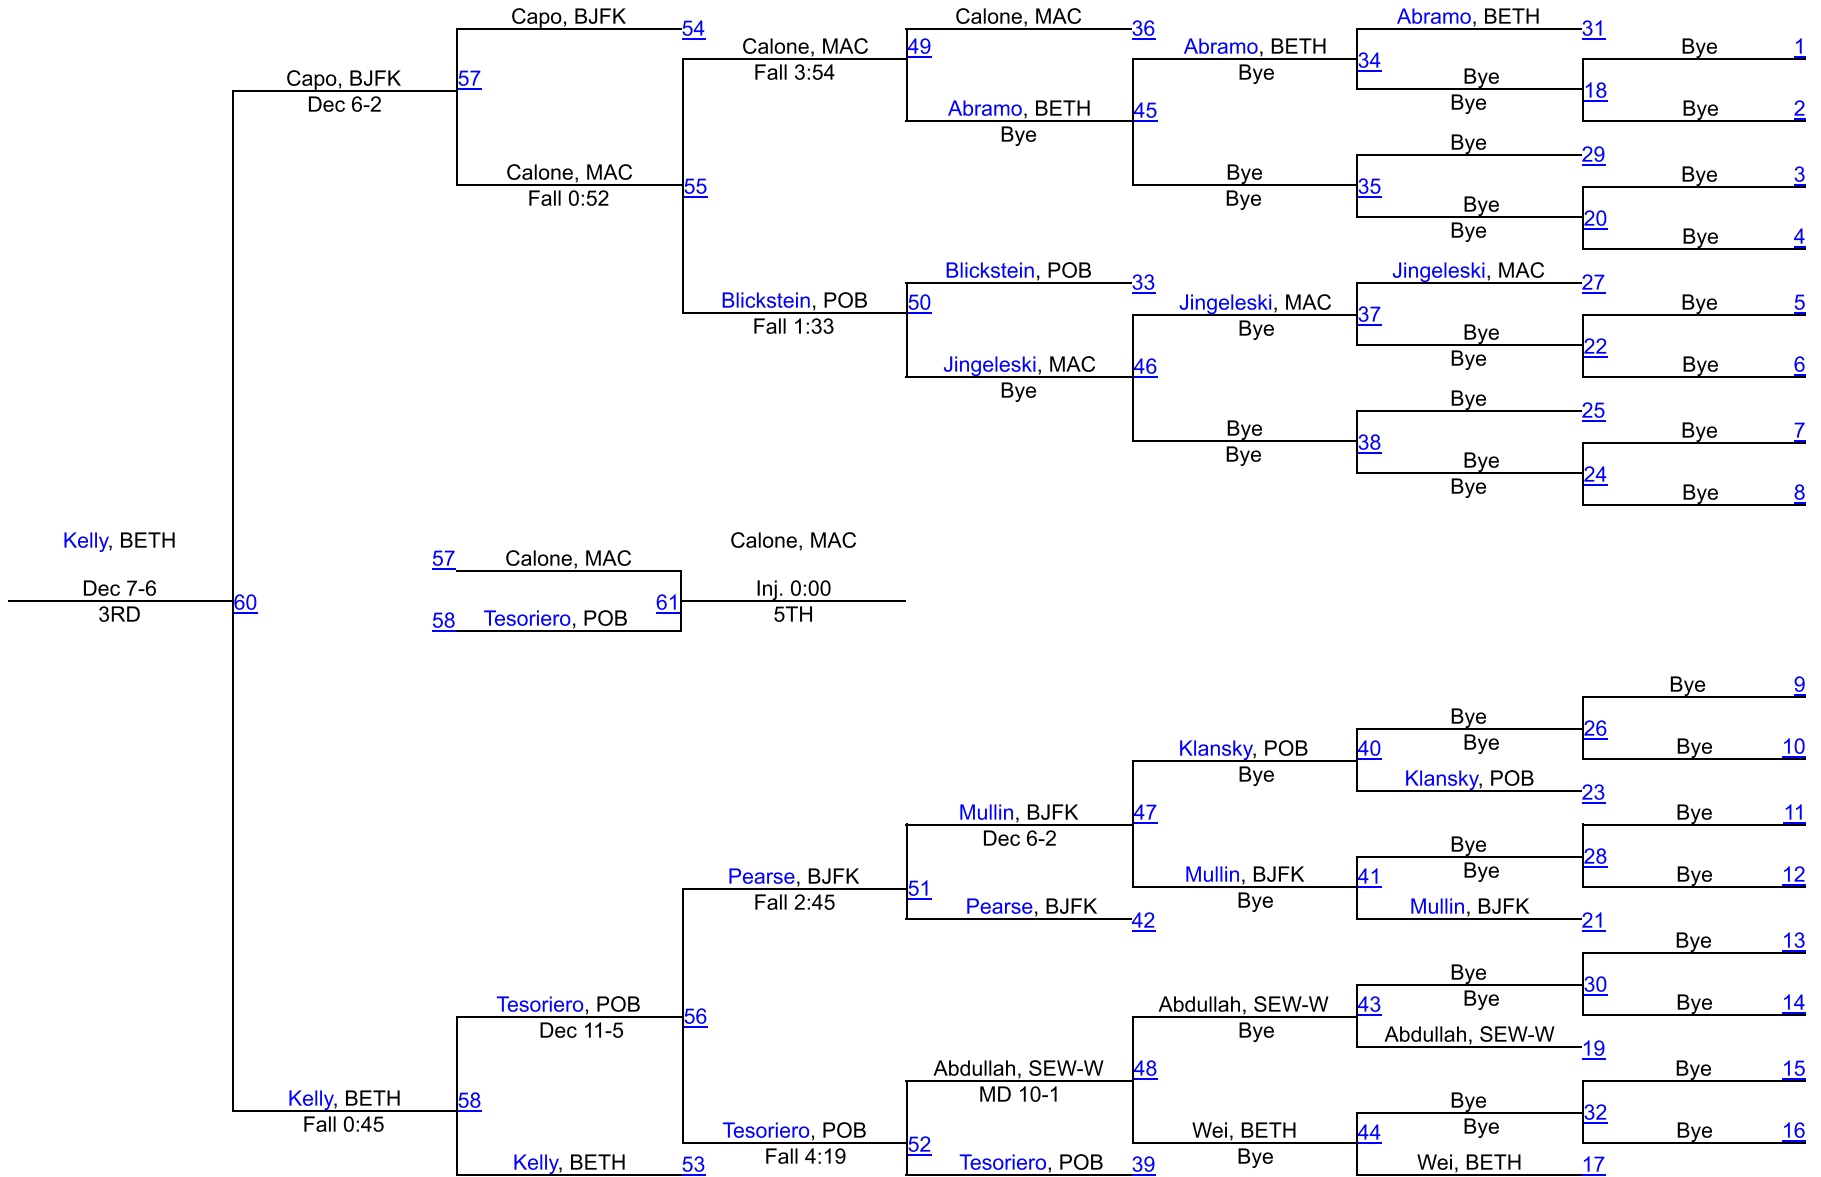 Capo, BJFK 54
Calone, MAC 36
Abramo, BETH 31
Calone, MAC 49
Fall 3:54
Abramo, BETH 34
Bye
Bye 1
Capo, BJFK 57
Dec 6-2
Bye 18
Bye
Abramo, BETH 45
Bye
Bye 2
Bye 29
Calone, MAC 55
Fall 0:52
Bye 35
Bye
Bye 3
Bye 20
Bye
Bye 4
Blickstein, POB 33
Jingeleski, MAC 27
Blickstein, POB 50
Fall 1:33
Jingeleski, MAC 37
Bye
Bye 5
Bye 22
Bye
Jingeleski, MAC 46
Bye
Bye 6
Bye 25
Bye 38
Bye
Bye 7
Bye 24
Bye
Bye 8
Kelly, BETH
Dec 7-6 60
3RD
57 Calone, MAC
58 Tesoriero, POB
61
Calone, MAC
Inj. 0:00
5TH
Bye 9
Bye 26
Bye
Klansky, POB 40
Bye
Bye 10
Klansky, POB 23
Mullin, BJFK 47
Dec 6-2
Bye 11
Bye 28
Bye
Pearse, BJFK 51
Fall 2:45
Mullin, BJFK 41
Bye
Bye 12
Pearse, BJFK 42
Mullin, BJFK 21
Bye 13
Bye 30
Bye
Tesoriero, POB 56
Dec 11-5
Abdullah, SEW-W 43
Bye
Bye 14
Abdullah, SEW-W 19
Abdullah, SEW-W 48
MD 10-1
Bye 15
Kelly, BETH 58
Fall 0:45
Bye 32
Bye
Tesoriero, POB 52
Fall 4:19
Wei, BETH 44
Bye
Bye 16
Kelly, BETH 53
Tesoriero, POB 39
Wei, BETH 17